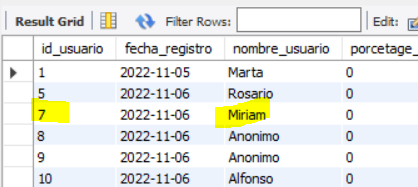 Result Grid Filter Rows: Edit:
id_usuario fecha_registro nombre_usuario porcetage_
1 2022-11-05 Marta 0
5 2022-11-06 Rosario 0
7 2022-11-06 Miriam 0
8 2022-11-06 Anonimo 0
9 2022-11-06 Anonimo 0
10 2022-11-06 Alfonso 0